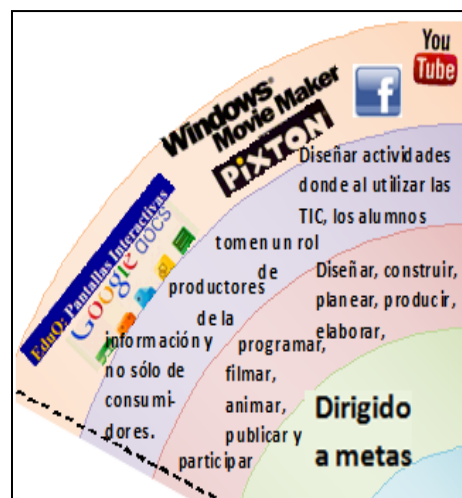 You
Tube
f
Windows®
Movie Maker
PiXTON
EduQ: Pantallas Interactivas
Google docs
Diseñar actividades
donde al utilizar las
TIC, los alumnos
tomen un rol
de
productores
de la
información y
no sólo de
consumi-
dores.
Diseñar, construir,
planear, producir,
elaborar,
programar,
filmar,
animar,
publicar y
participar
Dirigido
a metas